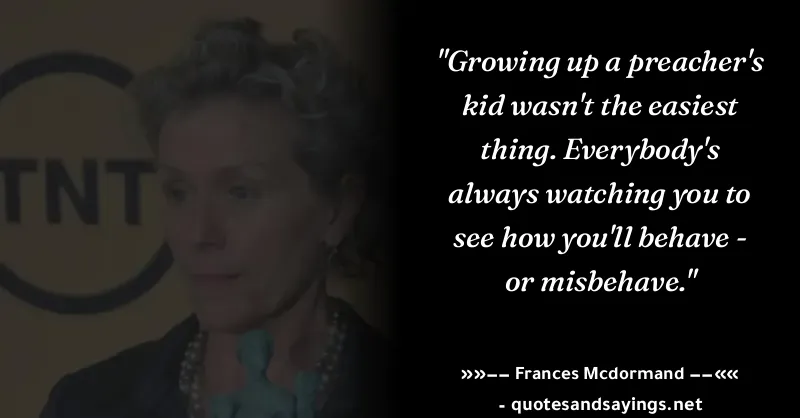 TNT
"Growing up a preacher's
kid wasn't the easiest
thing. Everybody's
always watching you to
see how you'll behave -
or misbehave."
»»−− Frances Mcdormand −−««
- quotesandsayings.net